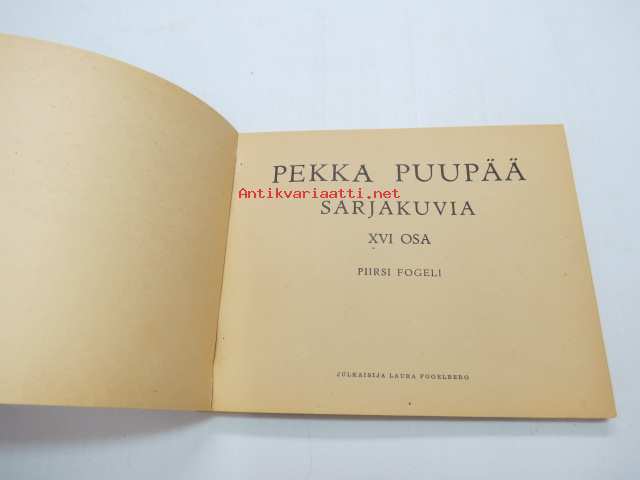 PEKKA PUUPÄÄ
Antikvariaatti.net
SARJAKUVIA
XVI OSA
PIIRSI FOGELI
JULKAISIJA LAURA FOGELBERG